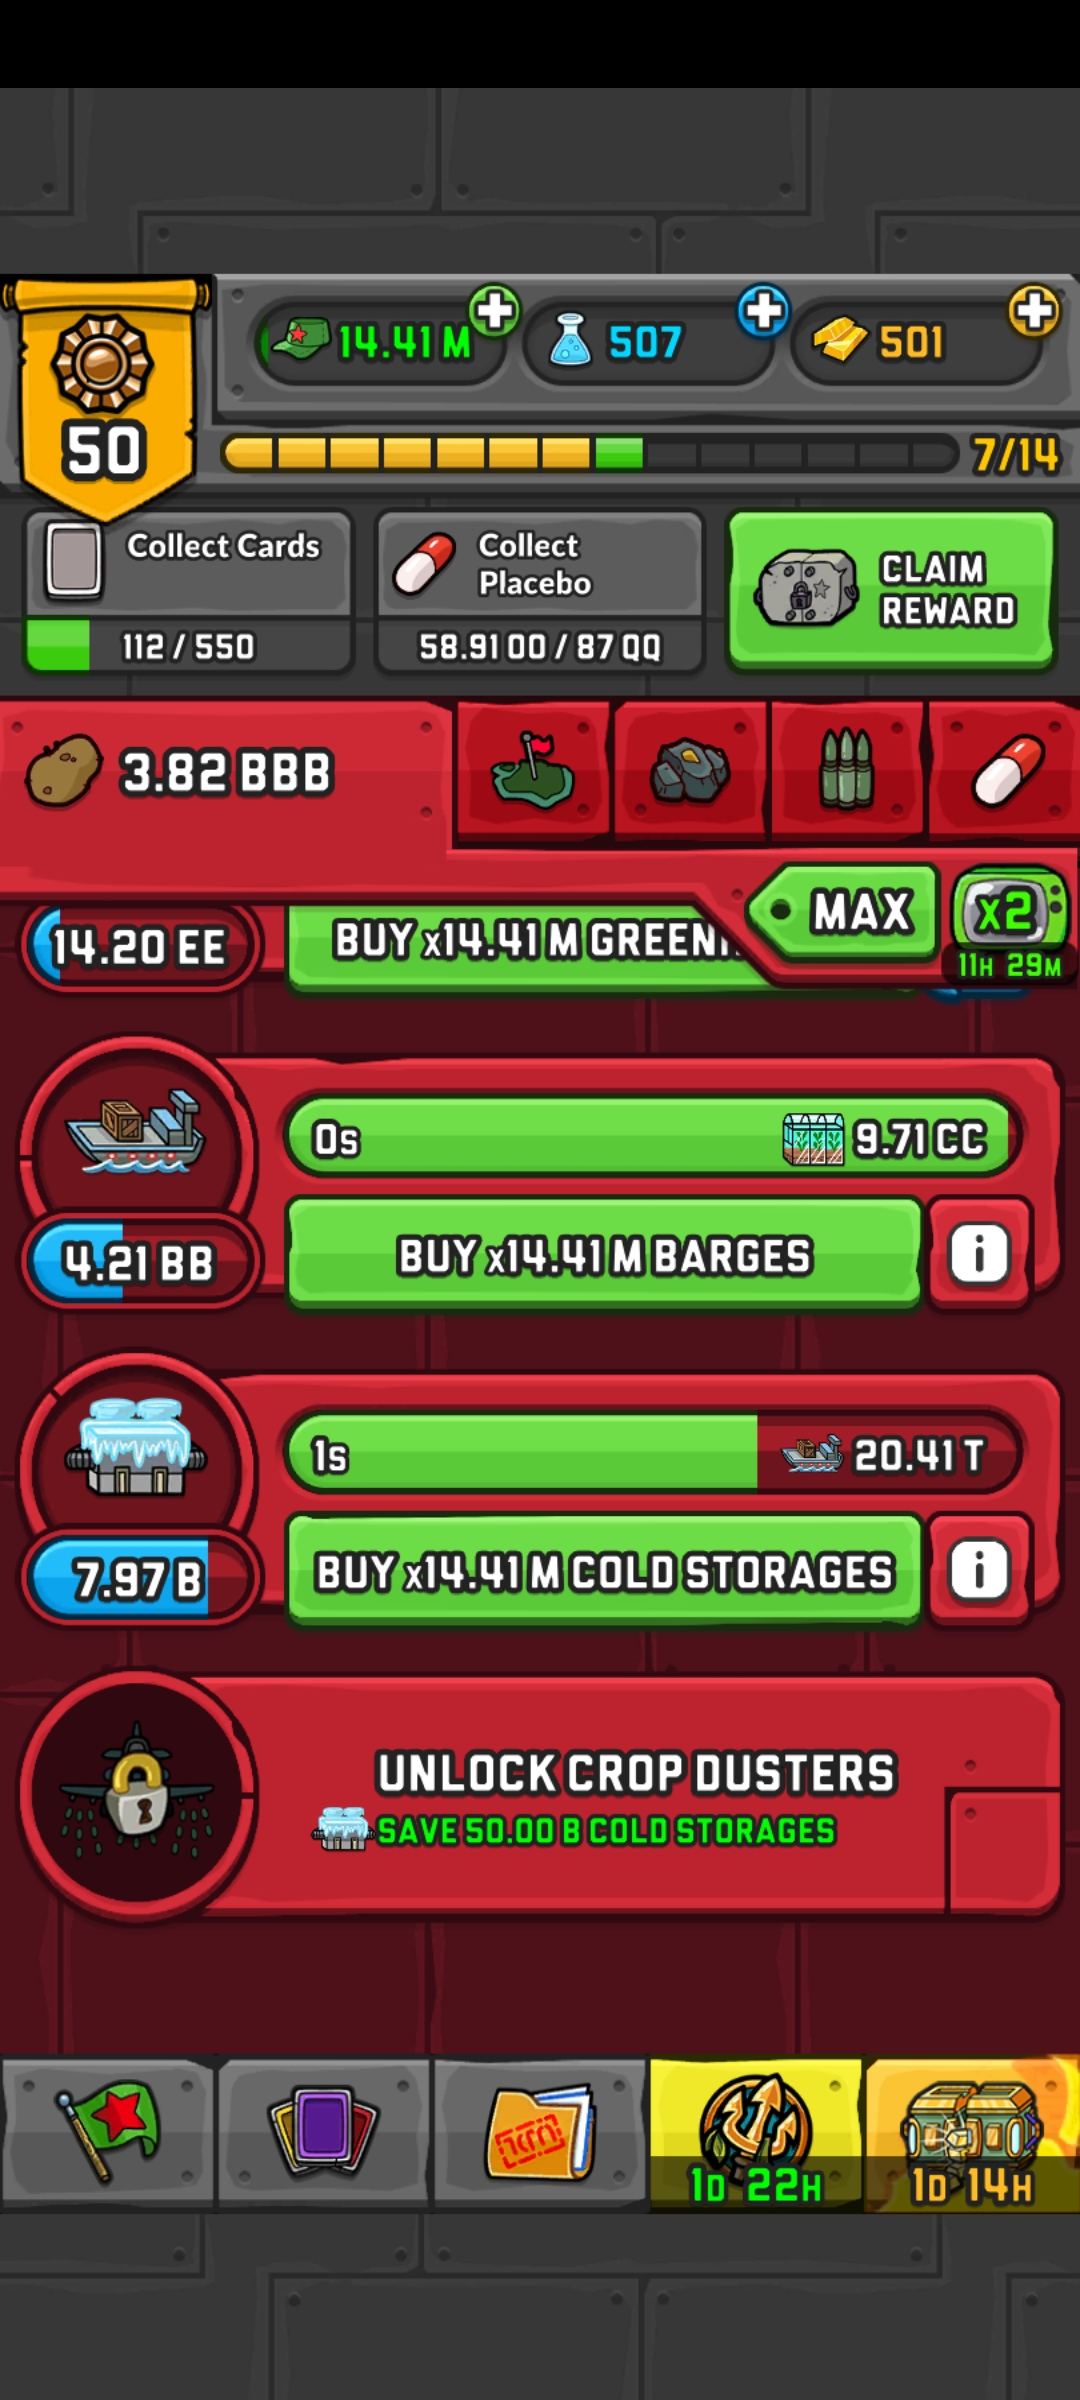 14.41 M
507
501
50
7/14
Collect Cards
112 / 550
Collect
Placebo
58.91 OO / 87 QQ
CLAIM
REWARD
3.82 BBB
MAX
x2
11H 29M
14.20 EE
BUY x14.41 M
0s
9.71 CC
4.21 BB
BUY x14.41 M BARGES
i
1s
20.41 T
7.97 B
BUY x14.41 M COLD STORAGES
i
UNLOCK CROP DUSTERS
SAVE 50.00 B COLD STORAGES
1D 22H
1D 14H